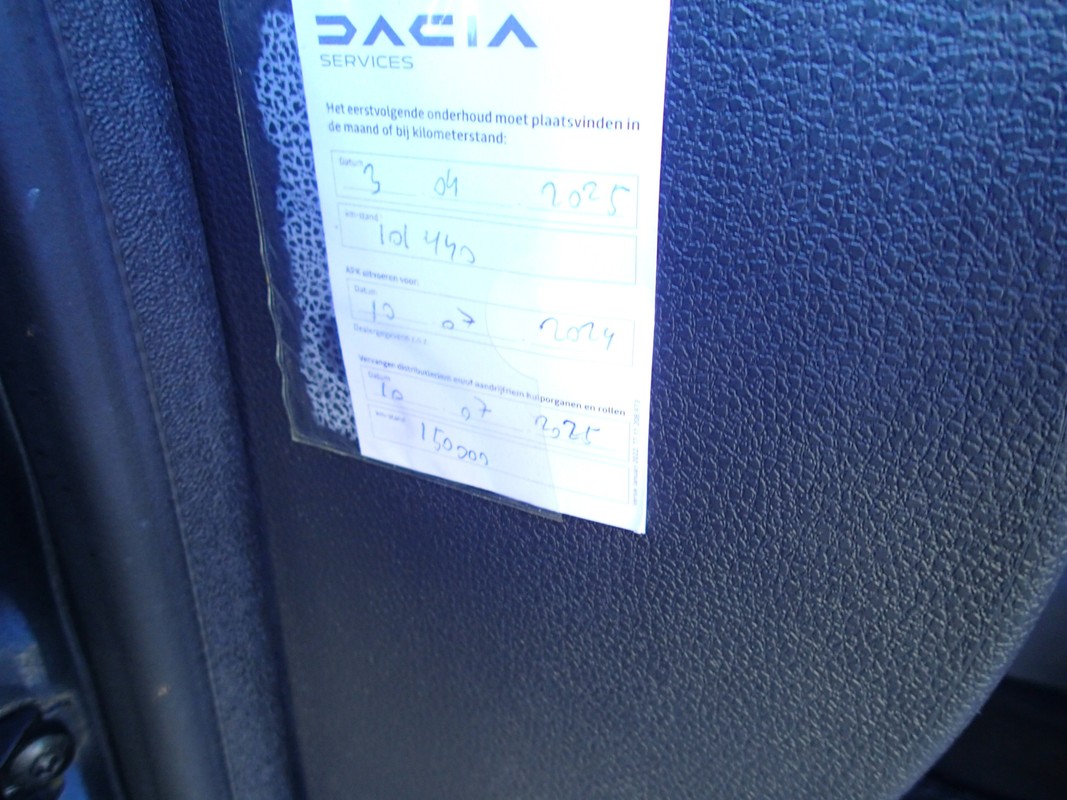 DACIA
SERVICES
Het eerstvolgende onderhoud moet plaatsvinden in
de maand of bij kilometerstand:
Datum
3 04 2025
km-stand:
101 440
APK uitvoeren voor:
Datum
10 07 2024
Dealergegevens z.o.z.
Vervangen distributieriem en/of aandrijfriem hulporganen en rollen
Datum
10 07 2025
km-stand:
150000